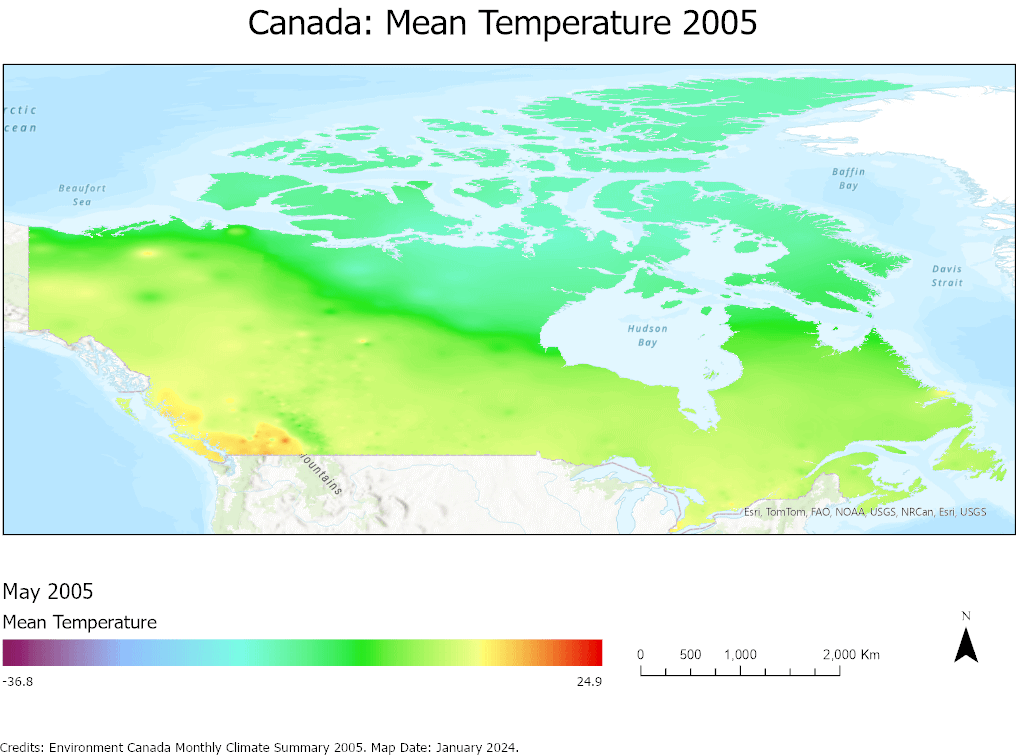 Canada: Mean Temperature 2005
rctic
cean
Beaufort
Sea
Baffin
Bay
Davis
Strait
Hudson
Bay
Mountains
Esri, TomTom, FAO, NOAA, USGS, NRCan, Esri, USGS
May 2005
Mean Temperature
-36.8 24.9
0 500 1,000 2,000 Km
N
Credits: Environment Canada Monthly Climate Summary 2005. Map Date: January 2024.